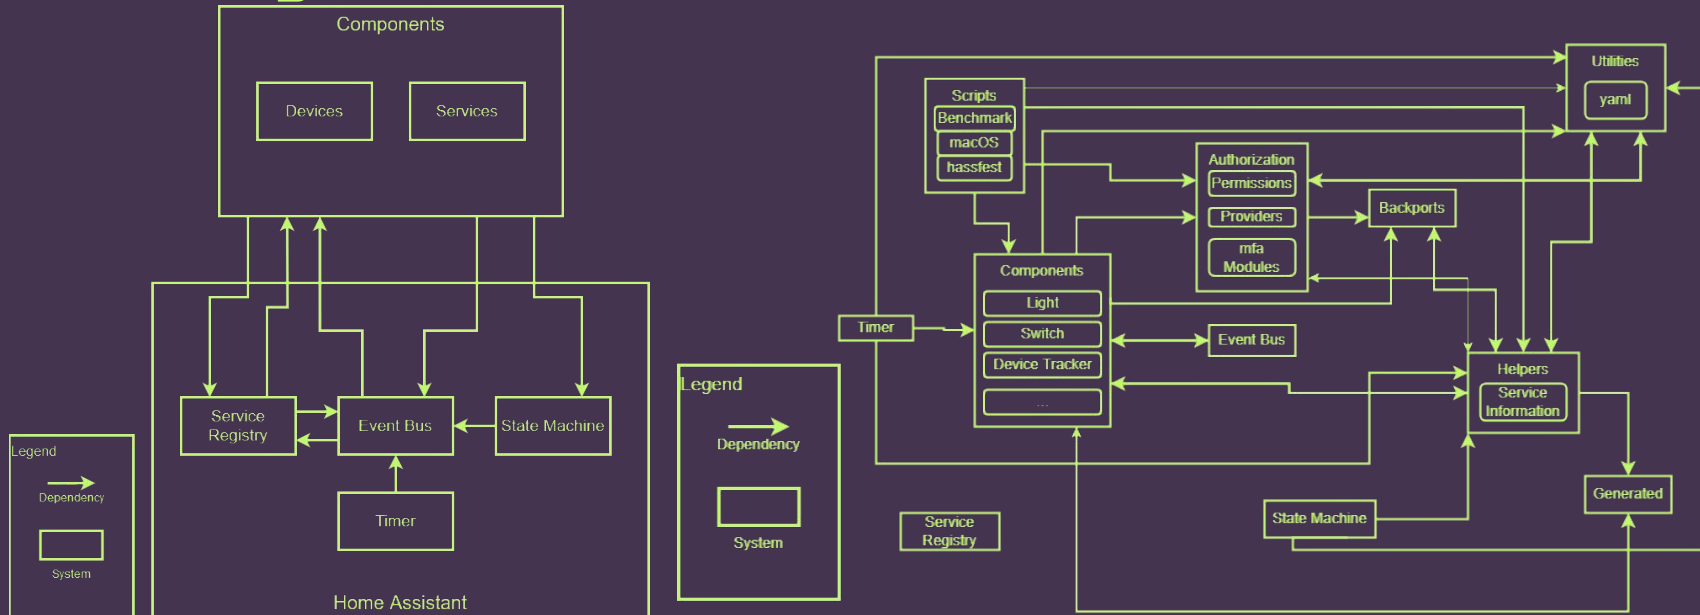 Components
Devices
Services
Service
Registry
Event Bus
State Machine
Timer
Home Assistant
Legend
Dependency
System
Legend
Dependency
System
Scripts
Benchmark
macOS
hassfest
Utilities
yaml
Authorization
Permissions
Providers
mfa
Modules
Backports
Components
Light
Switch
Device Tracker
...
Timer
Event Bus
Helpers
Service
Information
Generated
State Machine
Service
Registry